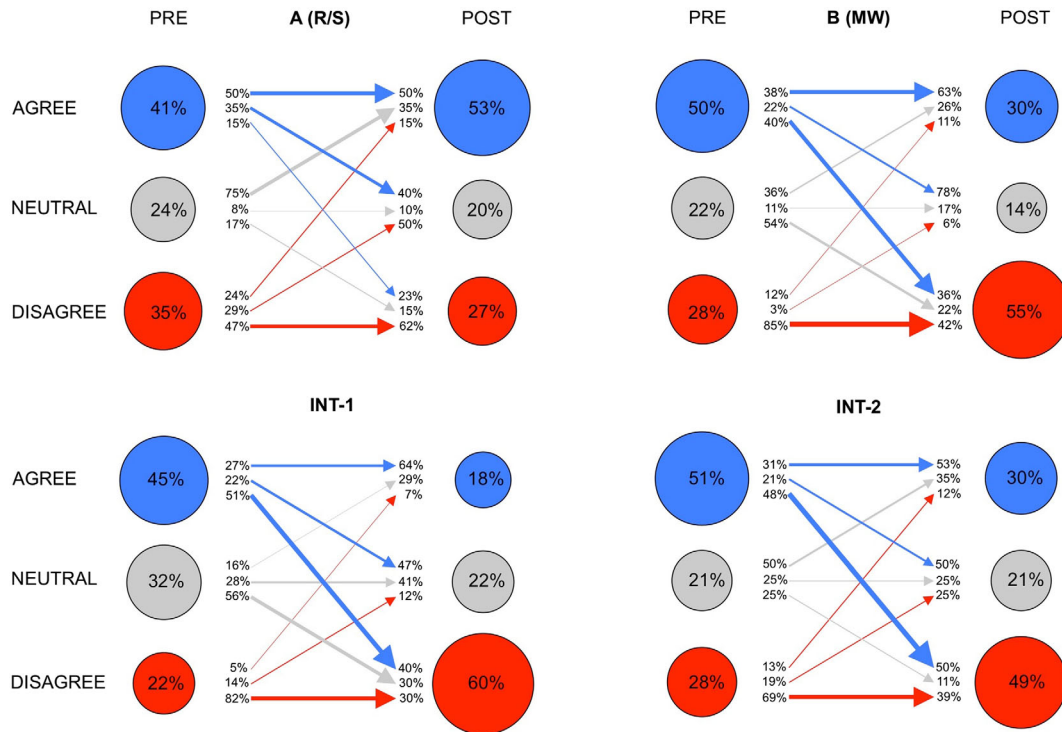 PRE A (R/S) POST
B (MW) POST
PRE
AGREE 41% 50% 50% 53%
35% 35%
15% 15%
NEUTRAL 24% 75% 40% 20%
8% 10%
17% 50%
DISAGREE 35% 24% 23% 27%
29% 15%
47% 62%
50% 38% 63% 30%
22% 26%
40% 11%
22% 36% 78% 14%
11% 17%
54% 6%
28% 12% 36% 55%
3% 22%
85% 42%
INT-1
AGREE 45% 27% 64% 18%
22% 29%
51% 7%
NEUTRAL 32% 16% 47% 22%
28% 41%
56% 12%
DISAGREE 22% 5% 40% 60%
14% 30%
82% 30%
INT-2
51% 31% 53% 30%
21% 35%
48% 12%
21% 50% 50% 21%
25% 25%
25% 25%
28% 13% 50% 49%
19% 11%
69% 39%